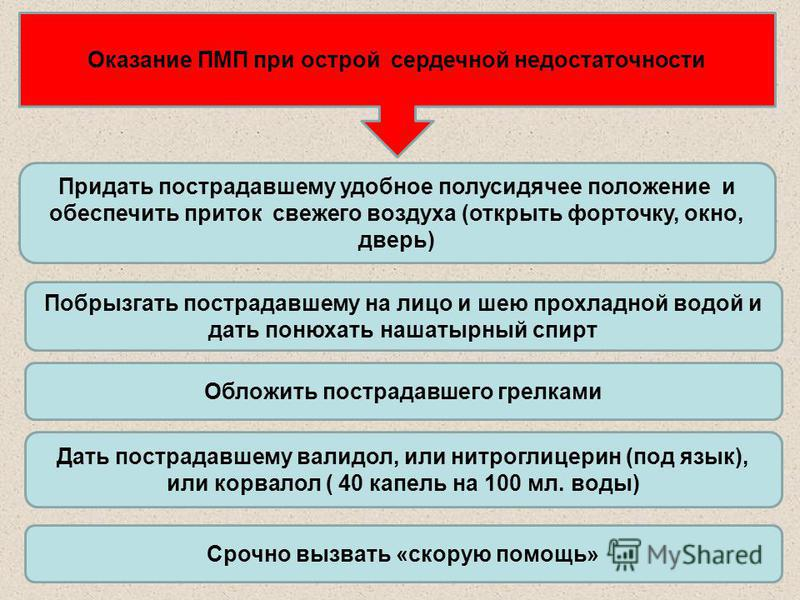 Оказание ПМП при острой сердечной недостаточности
Придать пострадавшему удобное полусидячее положение и
обеспечить приток свежего воздуха (открыть форточку, окно,
дверь)
Побрызгать пострадавшему на лицо и шею прохладной водой и
дать понюхать нашатырный спирт
Обложить пострадавшего грелками
Дать пострадавшему валидол, или нитроглицерин (под язык),
или корвалол ( 40 капель на 100 мл. воды)
Срочно вызвать «скорую помощь»
MyShared